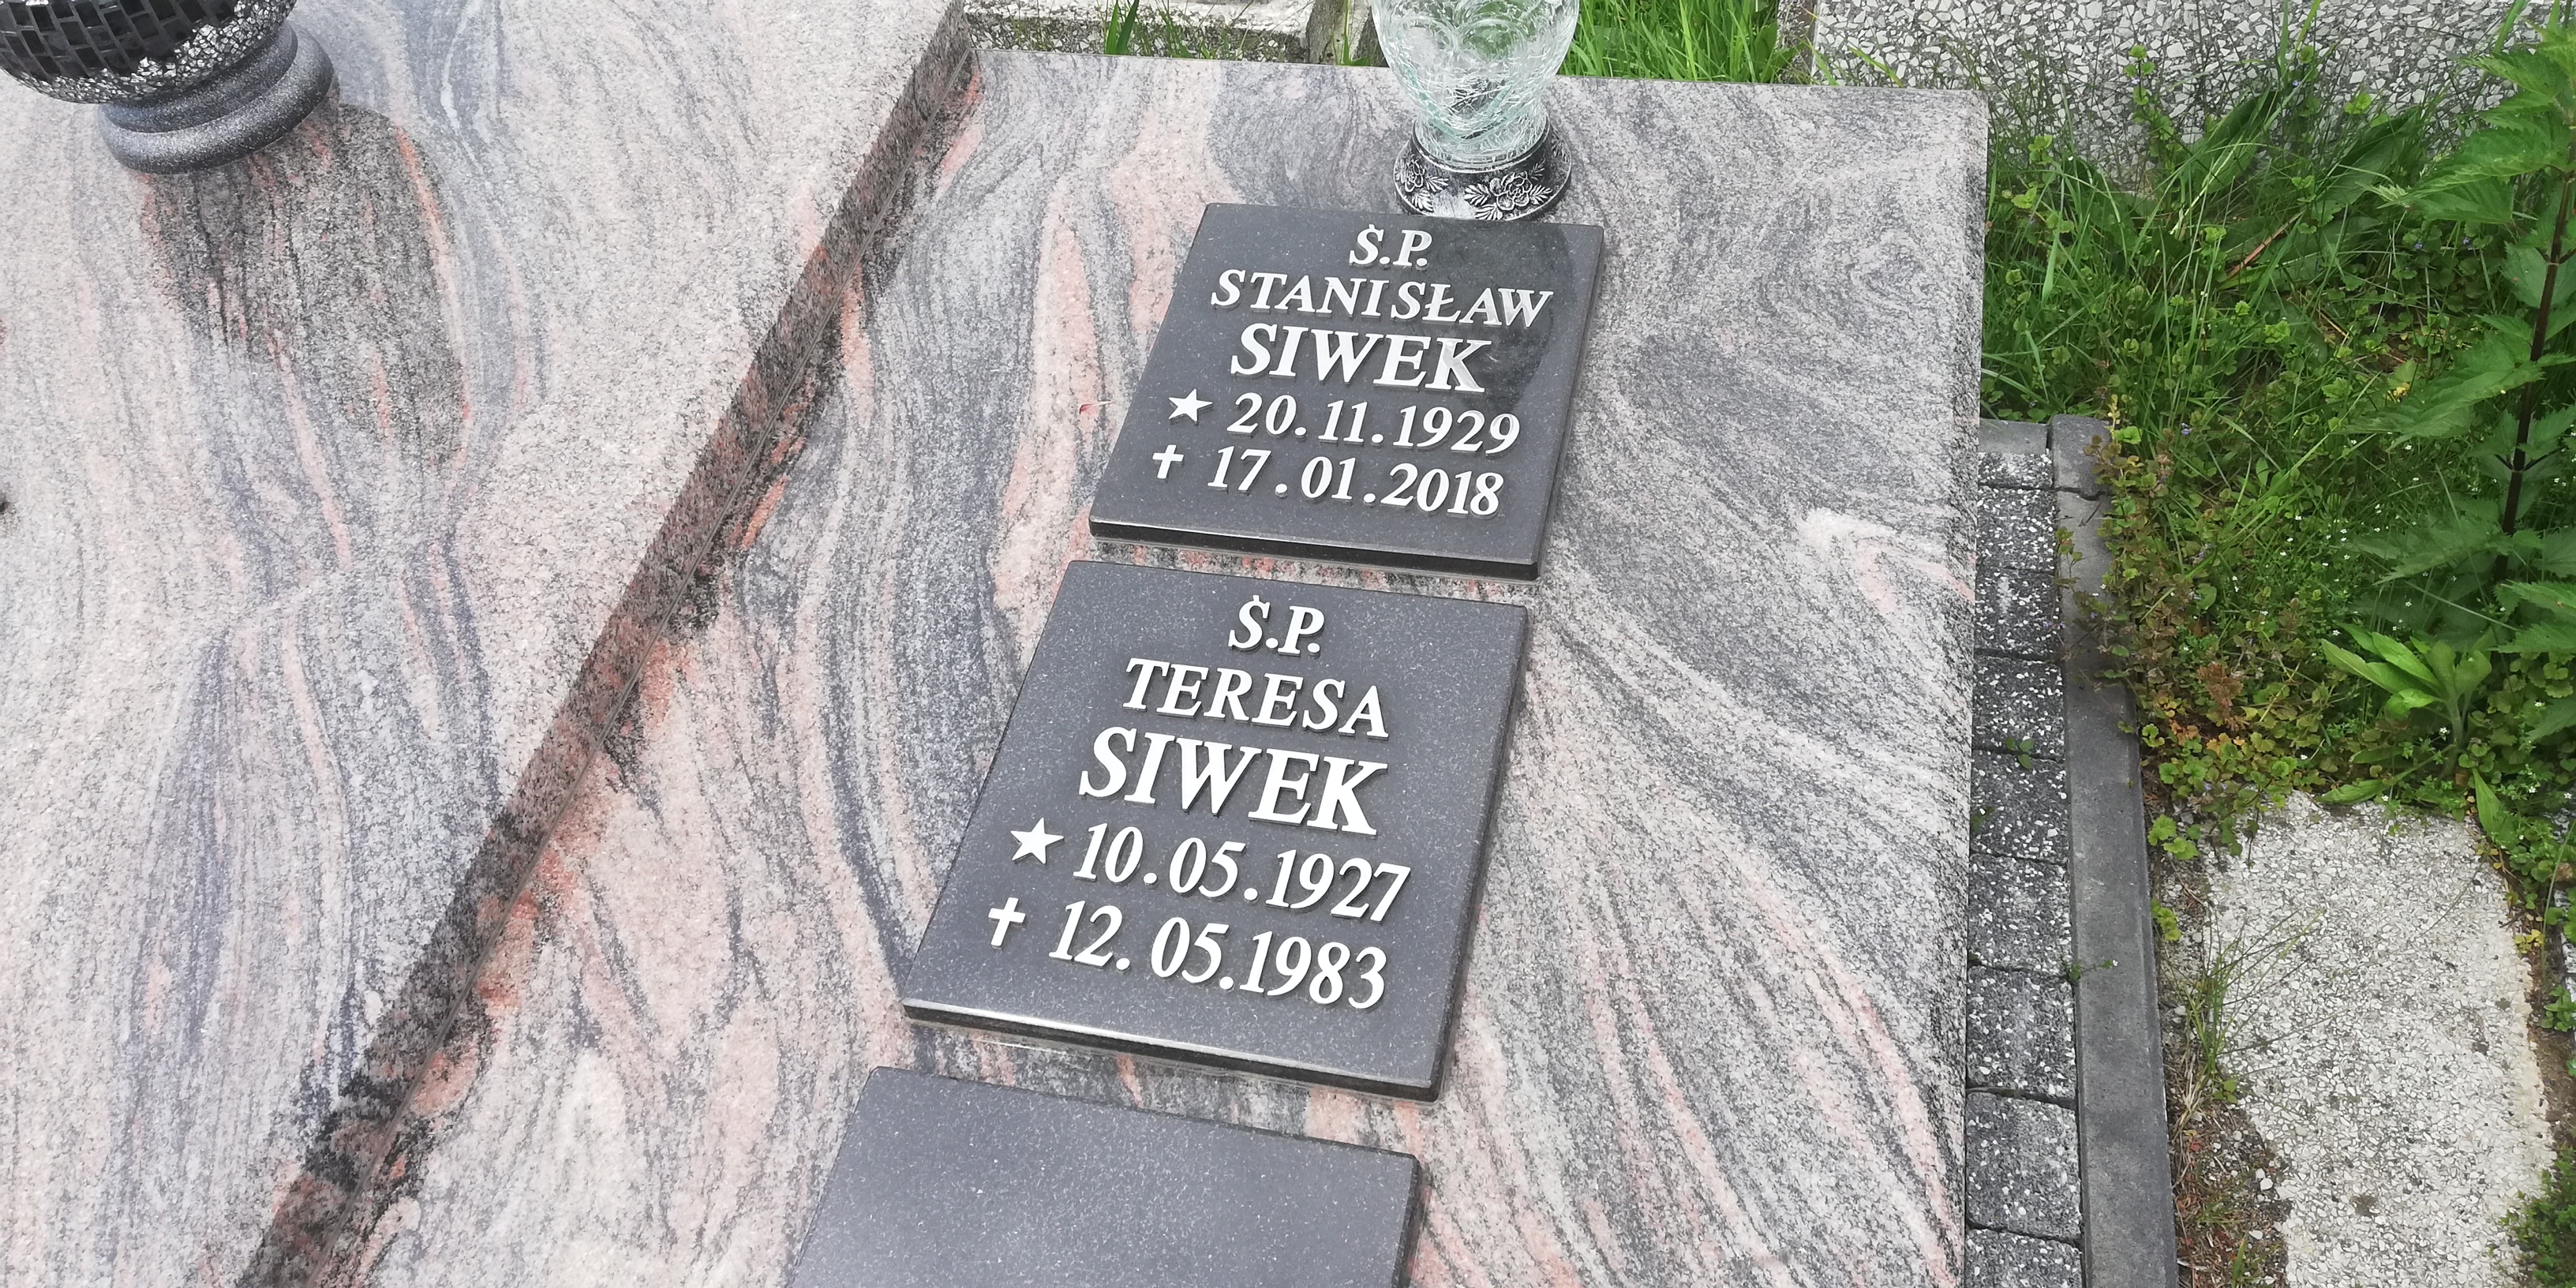 Ś.P.
STANISŁAW
SIWEK
★ 20.11.1929
✝ 17.01.2018
Ś.P.
TERESA
SIWEK
★ 10.05.1927
✝ 12.05.1983